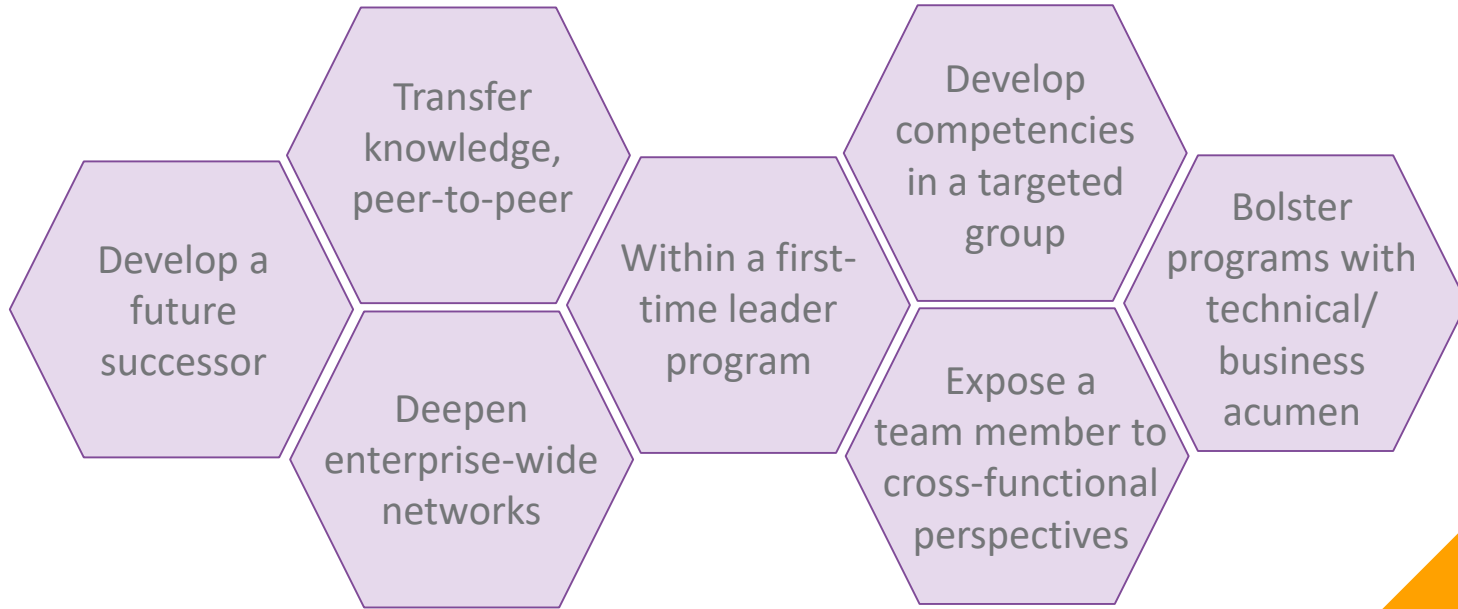 Develop a
future
successor
Transfer
knowledge,
peer-to-peer
Deepen
enterprise-wide
networks
Within a first-
time leader
program
Develop
competencies
in a targeted
group
Expose a
team member to
cross-functional
perspectives
Bolster
programs with
technical/
business
acumen